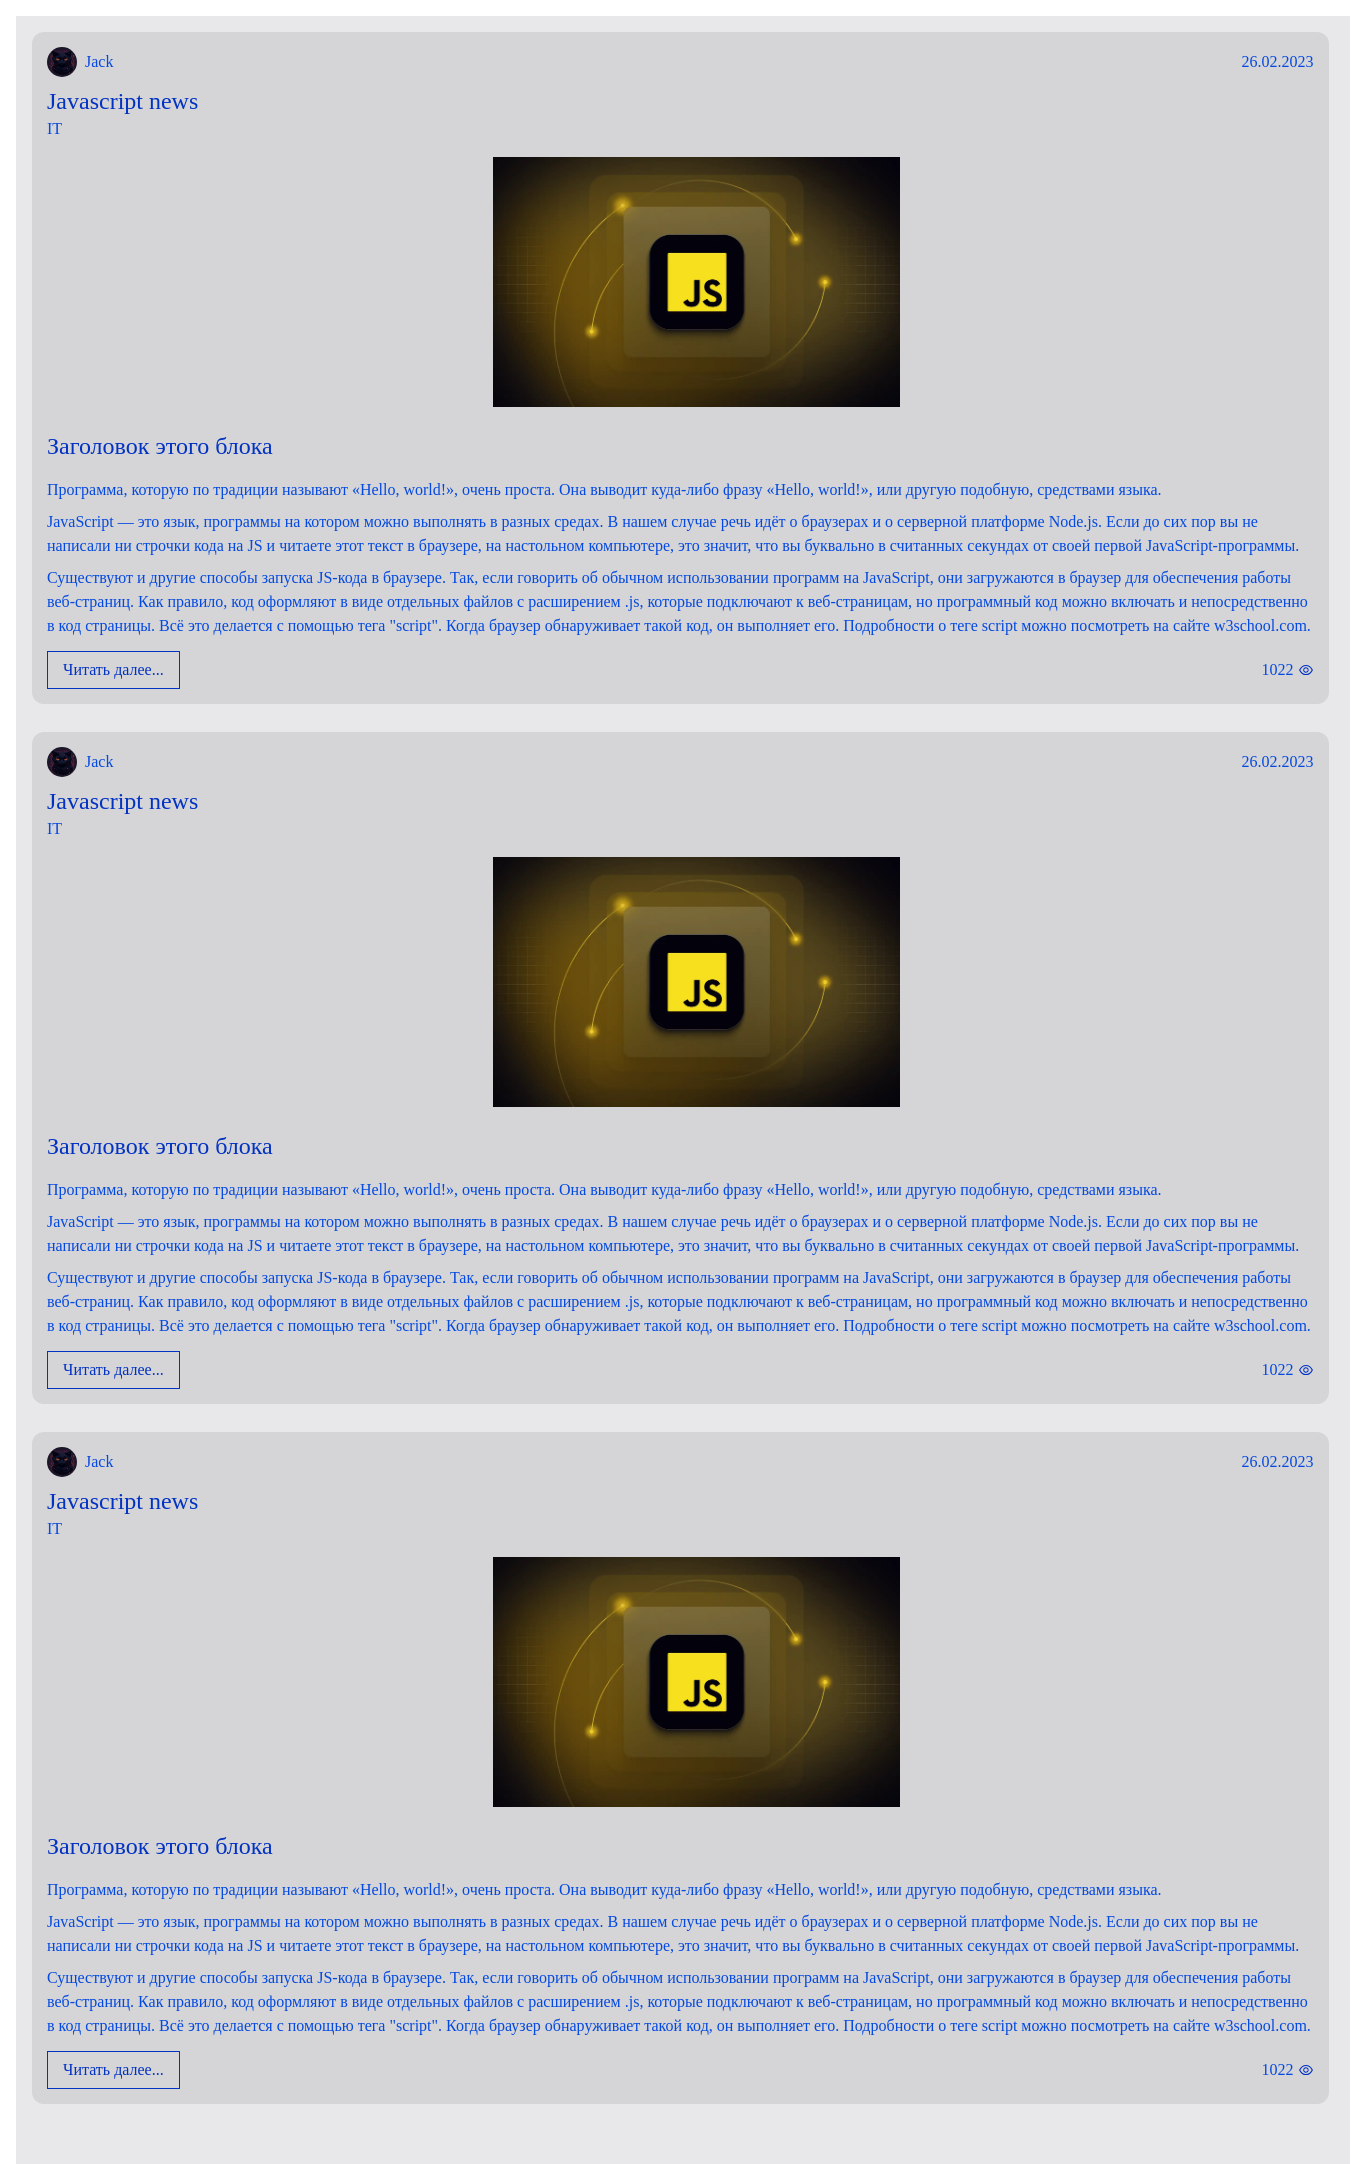 Jack
26.02.2023
Javascript news
IT
JS
Заголовок этого блока
Программа, которую по традиции называют «Hello, world!», очень проста. Она выводит куда-либо фразу «Hello, world!», или другую подобную, средствами языка.
JavaScript — это язык, программы на котором можно выполнять в разных средах. В нашем случае речь идёт о браузерах и о серверной платформе Node.js. Если до сих пор вы не
написали ни строчки кода на JS и читаете этот текст в браузере, на настольном компьютере, это значит, что вы буквально в считанных секундах от своей первой JavaScript-программы.
Существуют и другие способы запуска JS-кода в браузере. Так, если говорить об обычном использовании программ на JavaScript, они загружаются в браузер для обеспечения работы
веб-страниц. Как правило, код оформляют в виде отдельных файлов с расширением .js, которые подключают к веб-страницам, но программный код можно включать и непосредственно
в код страницы. Всё это делается с помощью тега "script". Когда браузер обнаруживает такой код, он выполняет его. Подробности о теге script можно посмотреть на сайте w3school.com.
Читать далее...
1022
Jack
26.02.2023
Javascript news
IT
JS
Заголовок этого блока
Программа, которую по традиции называют «Hello, world!», очень проста. Она выводит куда-либо фразу «Hello, world!», или другую подобную, средствами языка.
JavaScript — это язык, программы на котором можно выполнять в разных средах. В нашем случае речь идёт о браузерах и о серверной платформе Node.js. Если до сих пор вы не
написали ни строчки кода на JS и читаете этот текст в браузере, на настольном компьютере, это значит, что вы буквально в считанных секундах от своей первой JavaScript-программы.
Существуют и другие способы запуска JS-кода в браузере. Так, если говорить об обычном использовании программ на JavaScript, они загружаются в браузер для обеспечения работы
веб-страниц. Как правило, код оформляют в виде отдельных файлов с расширением .js, которые подключают к веб-страницам, но программный код можно включать и непосредственно
в код страницы. Всё это делается с помощью тега "script". Когда браузер обнаруживает такой код, он выполняет его. Подробности о теге script можно посмотреть на сайте w3school.com.
Читать далее...
1022
Jack
26.02.2023
Javascript news
IT
JS
Заголовок этого блока
Программа, которую по традиции называют «Hello, world!», очень проста. Она выводит куда-либо фразу «Hello, world!», или другую подобную, средствами языка.
JavaScript — это язык, программы на котором можно выполнять в разных средах. В нашем случае речь идёт о браузерах и о серверной платформе Node.js. Если до сих пор вы не
написали ни строчки кода на JS и читаете этот текст в браузере, на настольном компьютере, это значит, что вы буквально в считанных секундах от своей первой JavaScript-программы.
Существуют и другие способы запуска JS-кода в браузере. Так, если говорить об обычном использовании программ на JavaScript, они загружаются в браузер для обеспечения работы
веб-страниц. Как правило, код оформляют в виде отдельных файлов с расширением .js, которые подключают к веб-страницам, но программный код можно включать и непосредственно
в код страницы. Всё это делается с помощью тега "script". Когда браузер обнаруживает такой код, он выполняет его. Подробности о теге script можно посмотреть на сайте w3school.com.
Читать далее...
1022